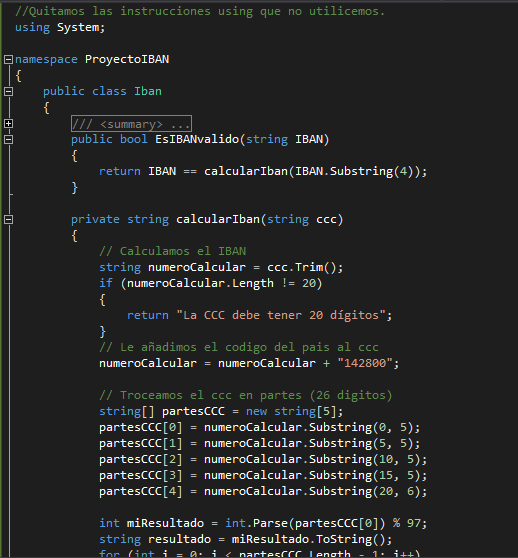 //Quitamos las instrucciones using que no utilicemos.
using System;
namespace ProyectoIBAN
{
public class Iban
{
/// <summary> ...
public bool EsIBANvalido(string IBAN)
{
return IBAN == calcularIban(IBAN.Substring(4));
}
private string calcularIban(string ccc)
{
// Calculamos el IBAN
string numeroCalcular = ccc.Trim();
if (numeroCalcular.Length != 20)
{
return "La CCC debe tener 20 dígitos";
}
// Le añadimos el codigo del pais al ccc
numeroCalcular = numeroCalcular + "142800";
// Troceamos el ccc en partes (26 digitos)
string[] partesCCC = new string[5];
partesCCC[0] = numeroCalcular.Substring(0, 5);
partesCCC[1] = numeroCalcular.Substring(5, 5);
partesCCC[2] = numeroCalcular.Substring(10, 5);
partesCCC[3] = numeroCalcular.Substring(15, 5);
partesCCC[4] = numeroCalcular.Substring(20, 6);
int miResultado = int.Parse(partesCCC[0]) % 97;
string resultado = miResultado.ToString();
for (int i = 0; i < partesCCC.Length - 1; i++)